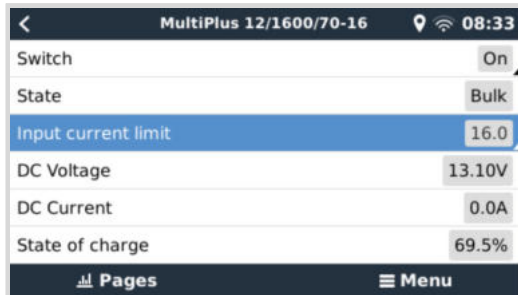 MultiPlus 12/1600/70-16 08:33
Switch On
State Bulk
Input current limit 16.0
DC Voltage 13.10V
DC Current 0.0A
State of charge 69.5%
Pages Menu